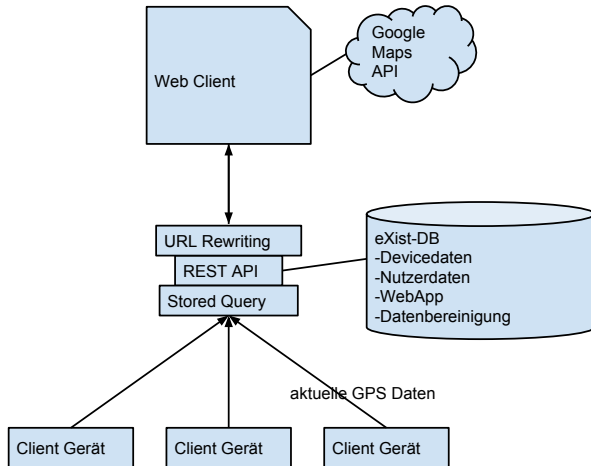 Google
Maps
API
Web Client
URL Rewriting
REST API
Stored Query
eXist-DB
-Devicedaten
-Nutzerdaten
-WebApp
-Datenbereinigung
aktuelle GPS Daten
Client Gerät
Client Gerät
Client Gerät